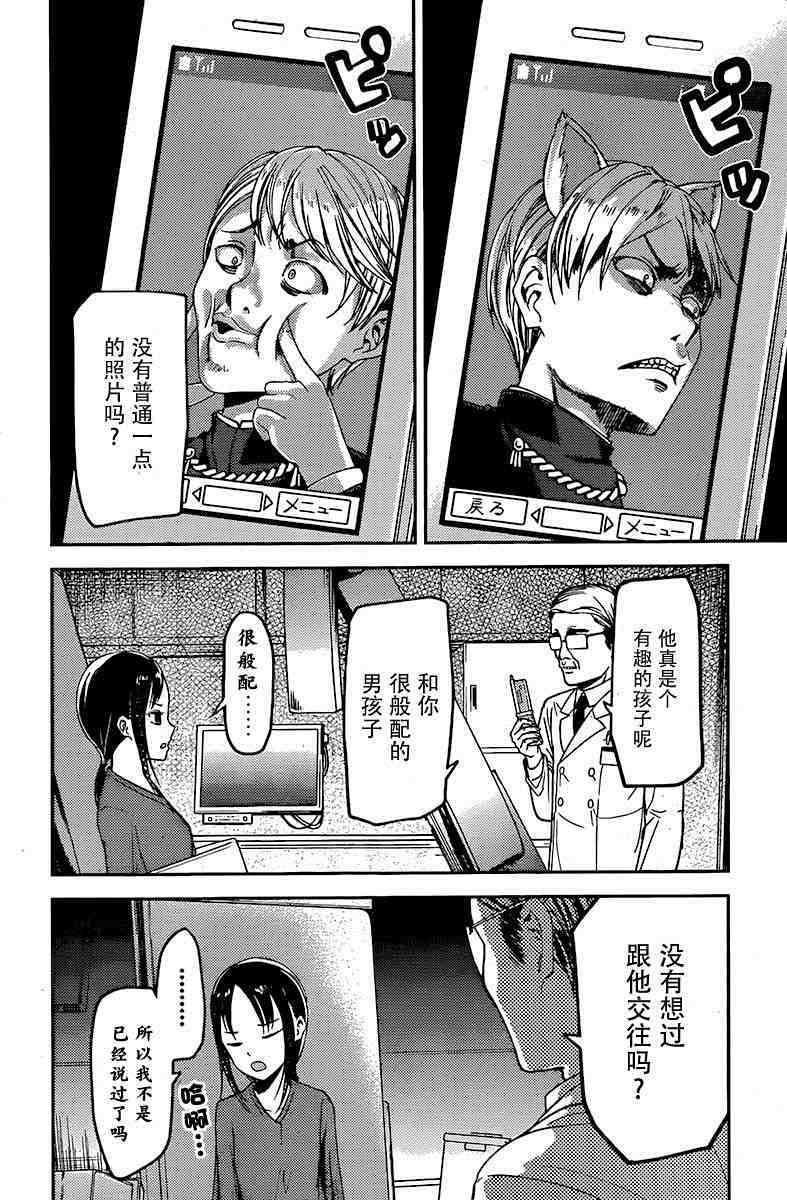 ピッ
戻る
メニュー
ピッ
没有普通一点
的照片吗？
メニュー
他真是个
有趣的孩子呢
和你
很般配的
男孩子
很般配……
没有想过
跟他交往吗？
………
所以我不是
已经说过了吗
哈啊…